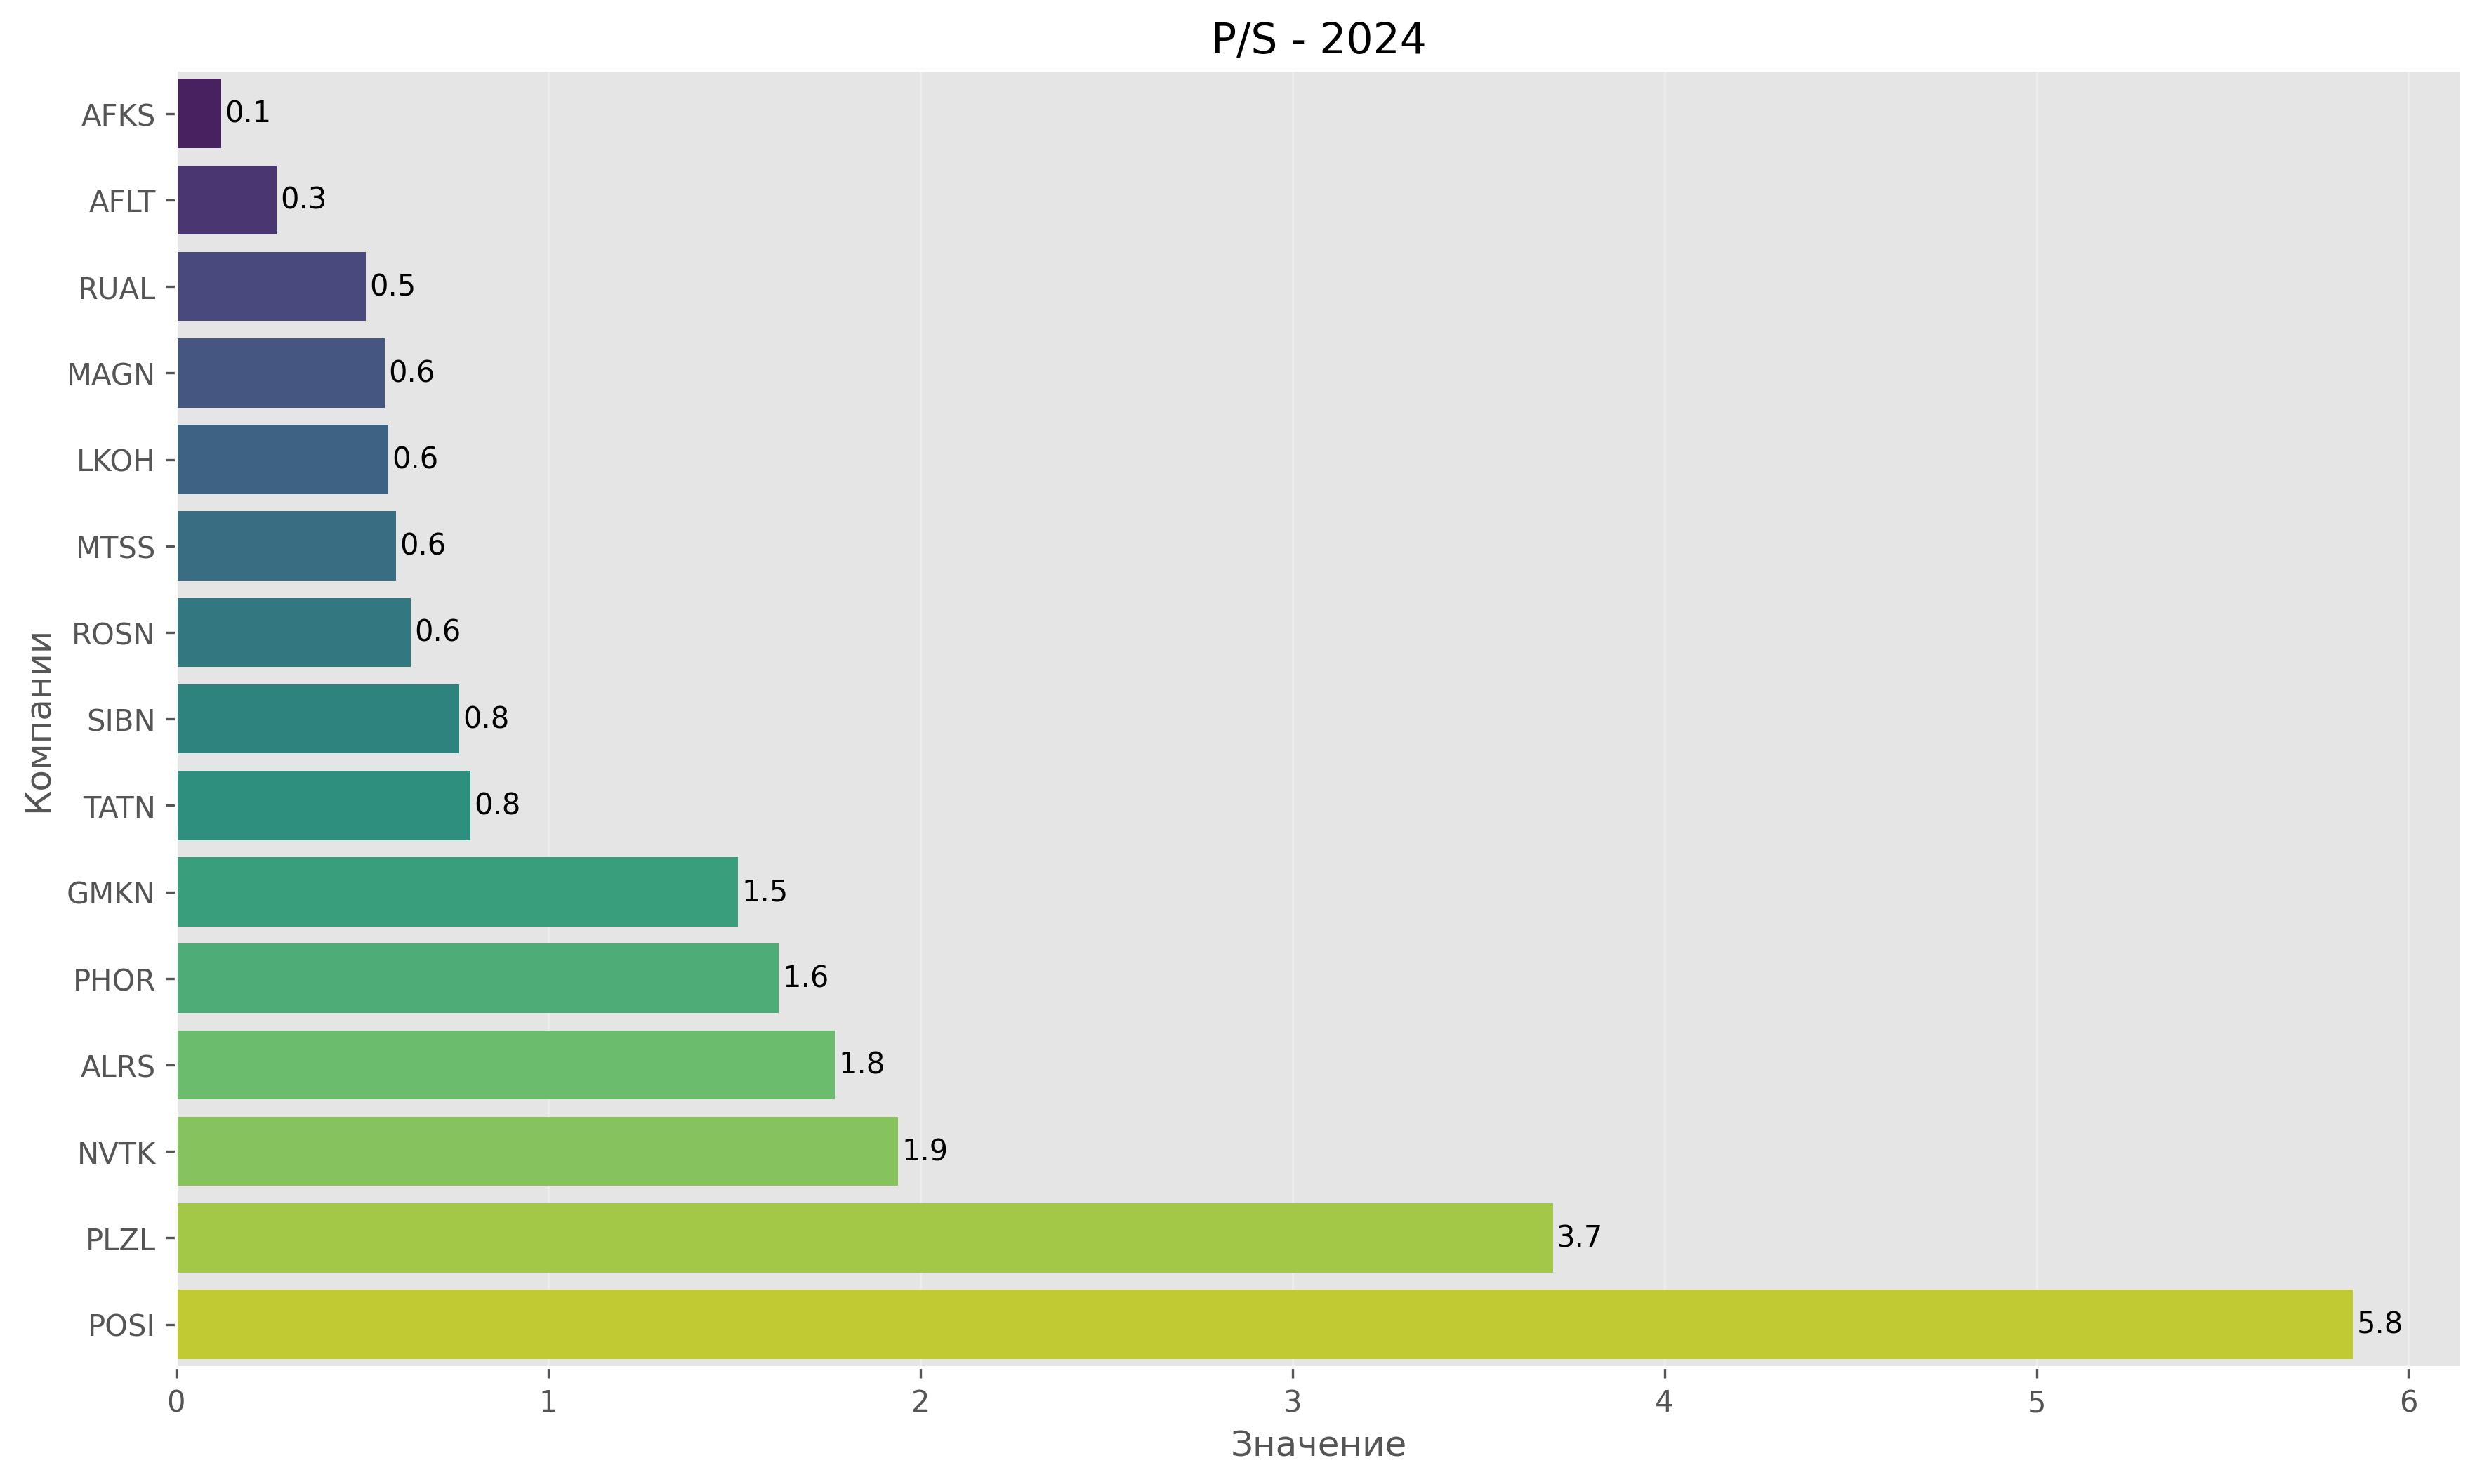 P/S - 2024
Компании
AFKS 0.1
AFLT 0.3
RUAL 0.5
MAGN 0.6
LKOH 0.6
MTSS 0.6
ROSN 0.6
SIBN 0.8
TATN 0.8
GMKN 1.5
PHOR 1.6
ALRS 1.8
NVTK 1.9
PLZL 3.7
POSI 5.8
0 1 2 3 4 5 6
Значение